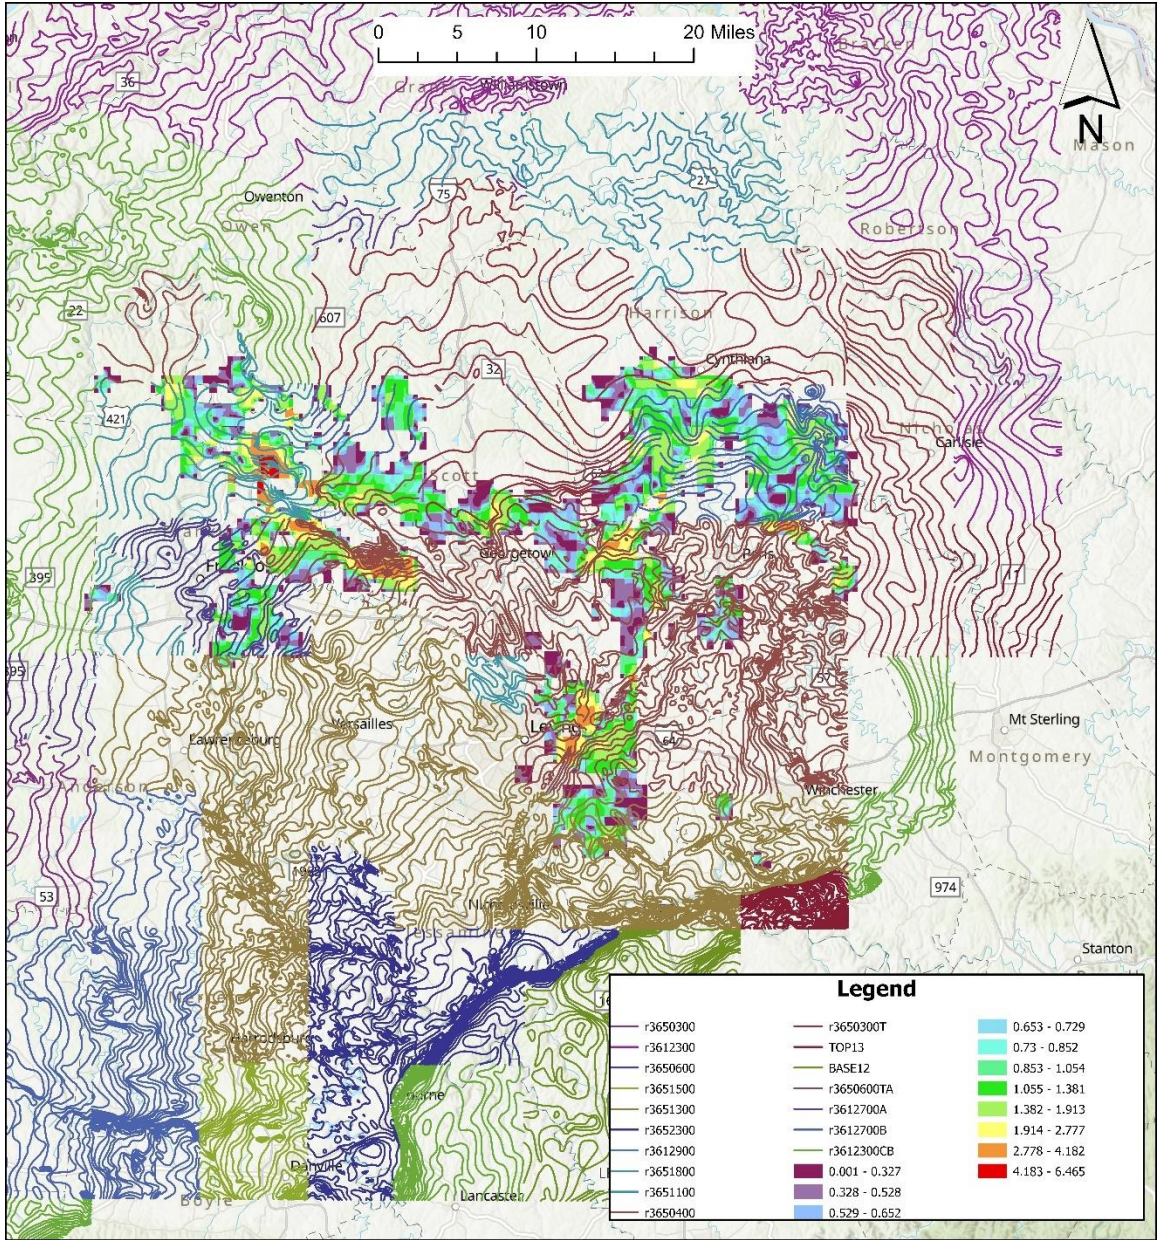 0 5 10 20 Miles
Bracken
36
Grant
Williamstown
N
Mason
75
27
Owenton
Owen
Robertson
22
607
Harrison
32
Cynthiana
421
Nicholas
Carlisle
Scott
Georgetow
Paris
395
11
57
Versailles
Mt Sterling
Lawrenceburg
64
Montgomery
Anderson
Winchester
53
974
Stanton
Danville
Lancaster
Boyle
Legend
r3650300
r3612300
r3650600
r3651500
r3651300
r3652300
r3612900
r3651800
r3651100
r3650400
r3650300T
TOP13
BASE12
r3650600TA
r3612700A
r3612700B
r3612300CB
0.001 - 0.327
0.328 - 0.528
0.529 - 0.652
0.653 - 0.729
0.73 - 0.852
0.853 - 1.054
1.055 - 1.381
1.382 - 1.913
1.914 - 2.777
2.778 - 4.182
4.183 - 6.465